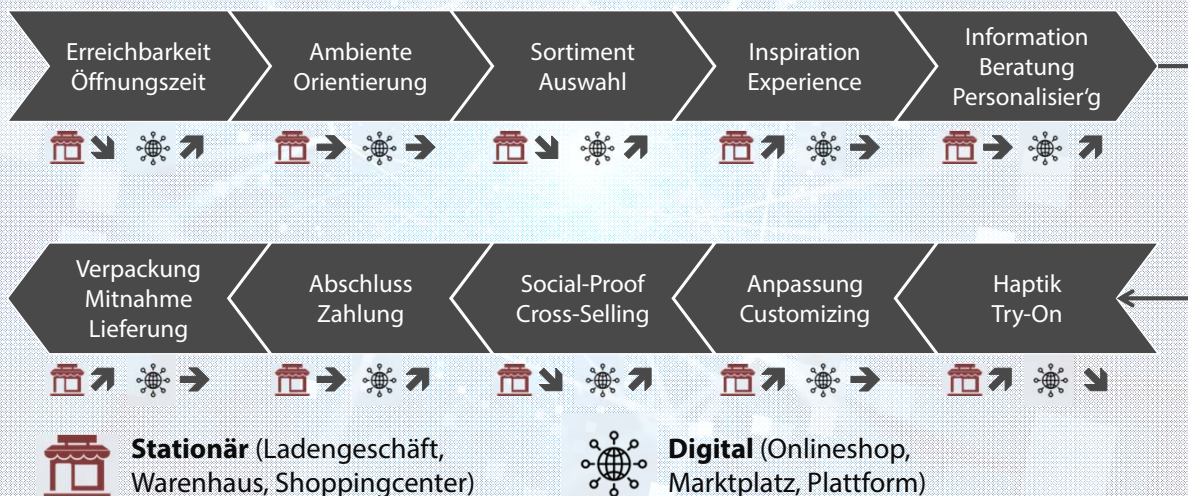 Erreichbarkeit
Öffnungszeit
Ambiente
Orientierung
Sortiment
Auswahl
Inspiration
Experience
Information
Beratung
Personalisier‘g
Haptik
Try-On
Anpassung
Customizing
Social-Proof
Cross-Selling
Abschluss
Zahlung
Verpackung
Mitnahme
Lieferung
Stationär (Ladengeschäft,
Warenhaus, Shoppingcenter)
Digital (Onlineshop,
Marktplatz, Plattform)